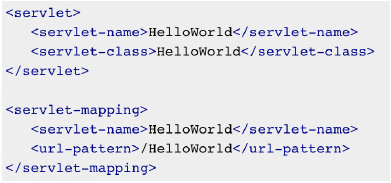 <servlet>
<servlet-name>HelloWorld</servlet-name>
<servlet-class>HelloWorld</servlet-class>
</servlet>
<servlet-mapping>
<servlet-name>HelloWorld</servlet-name>
<url-pattern>/HelloWorld</url-pattern>
</servlet-mapping>